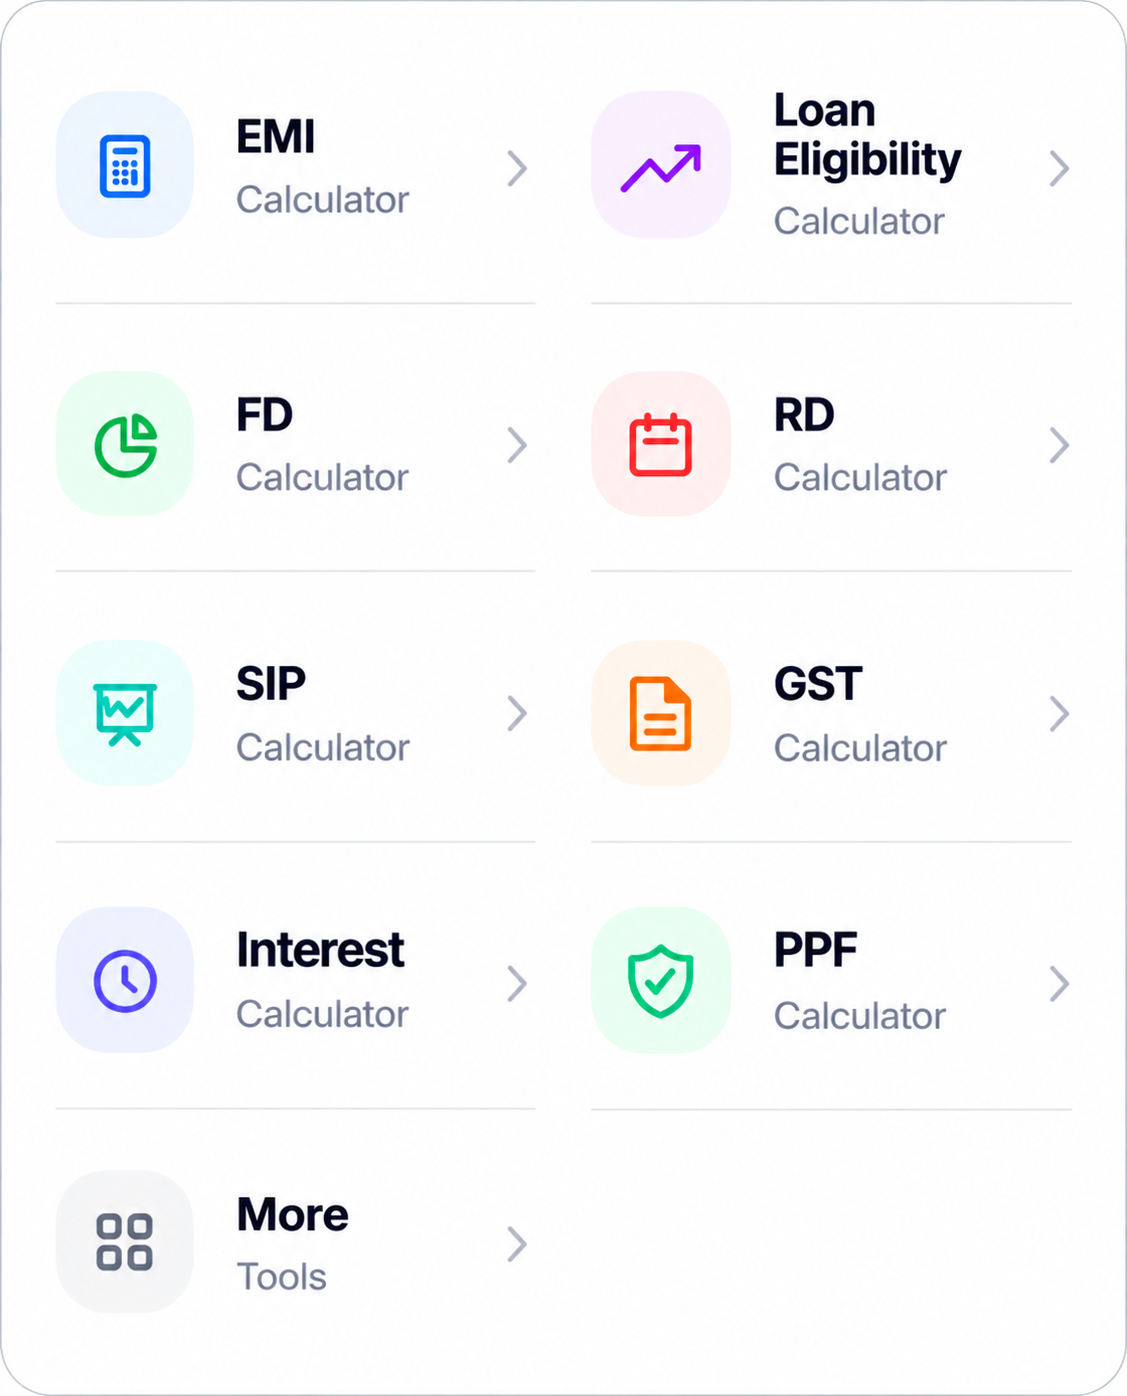 EMI
Calculator
Loan
Eligibility
Calculator
FD
Calculator
RD
Calculator
SIP
Calculator
GST
Calculator
Interest
Calculator
PPF
Calculator
More
Tools